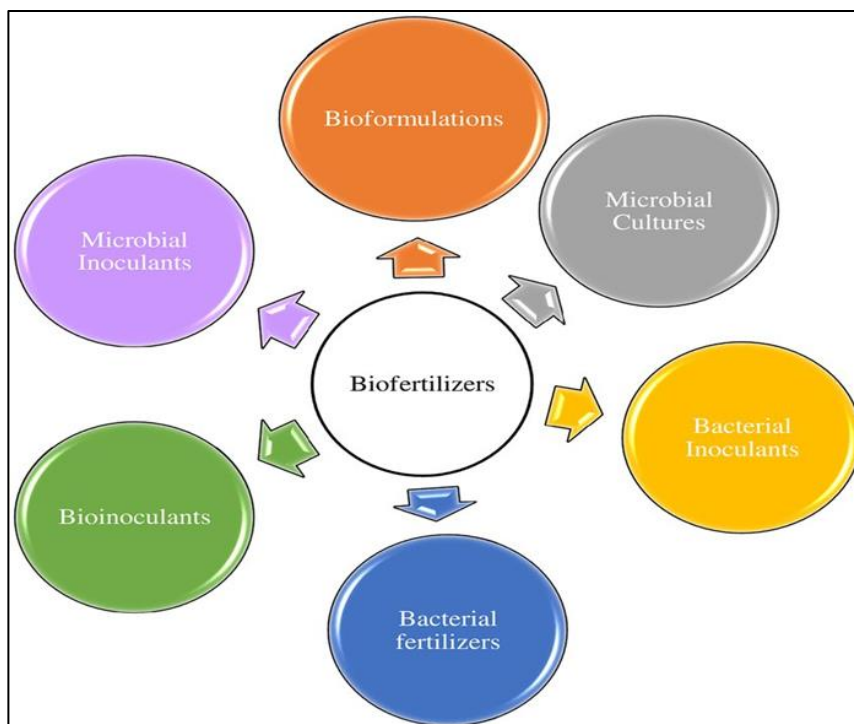 Bioformulations
Microbial
Cultures
Microbial
Inoculants
Biofertilizers
Bacterial
Inoculants
Bioinoculants
Bacterial
fertilizers